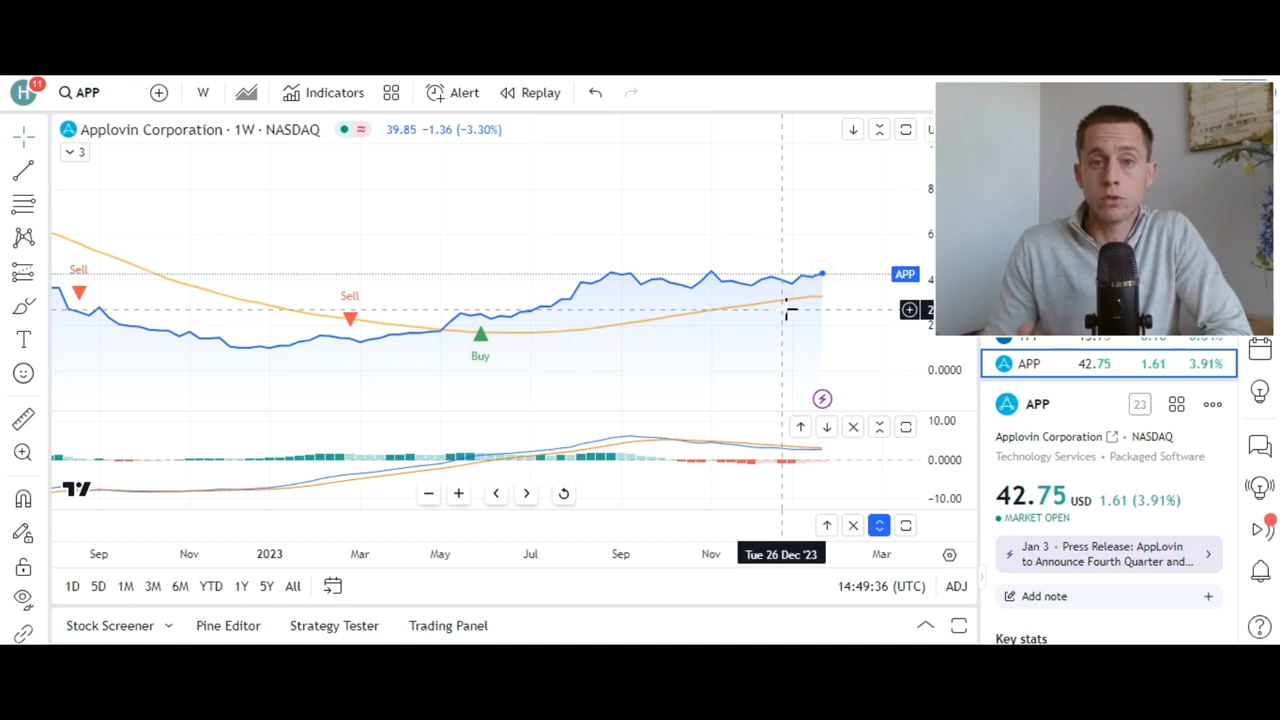 H 11 APP W Indicators Alert Replay
Applovin Corporation · 1W · NASDAQ 39.85 −1.36 (−3.30%) U
3
8
6
Sell
APP
4
Sell
2
2
Buy
0.0000
10.00
0.0000
−10.00
Sep Nov 2023 Mar May Jul Sep Nov Tue 26 Dec '23 Mar
1D 5D 1M 3M 6M YTD 1Y 5Y All 14:49:36 (UTC) ADJ
Stock Screener Pine Editor Strategy Tester Trading Panel
APP 42.75 1.61 3.91%
APP 23
Applovin Corporation · NASDAQ
Technology Services · Packaged Software
42.75 USD 1.61 (3.91%)
MARKET OPEN
Jan 3 · Press Release: AppLovin
to Announce Fourth Quarter and...
Add note
Key stats